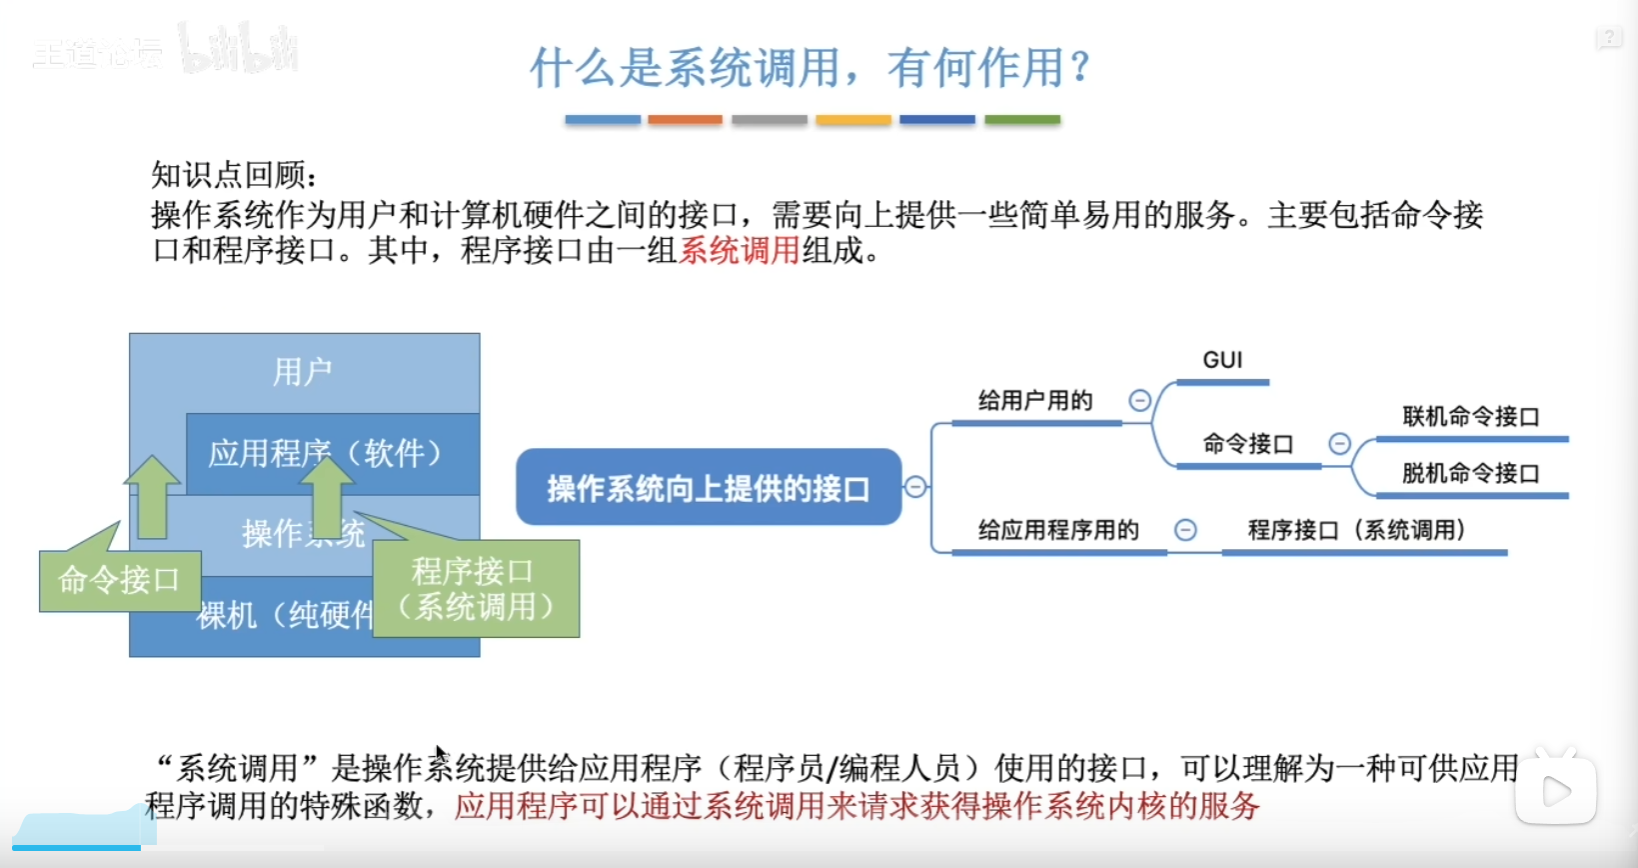 王道论坛 bilibili
什么是系统调用，有何作用？
知识点回顾：
操作系统作为用户和计算机硬件之间的接口，需要向上提供一些简单易用的服务。主要包括命令接
口和程序接口。其中，程序接口由一组系统调用组成。
用户
应用程序（软件）
操作系统
命令接口
程序接口
（系统调用）
裸机（纯硬件
操作系统向上提供的接口
给用户用的
GUI
命令接口
联机命令接口
脱机命令接口
给应用程序用的
程序接口（系统调用）
“系统调用”是操作系统提供给应用程序（程序员/编程人员）使用的接口，可以理解为一种可供应用
程序调用的特殊函数，应用程序可以通过系统调用来请求获得操作系统内核的服务